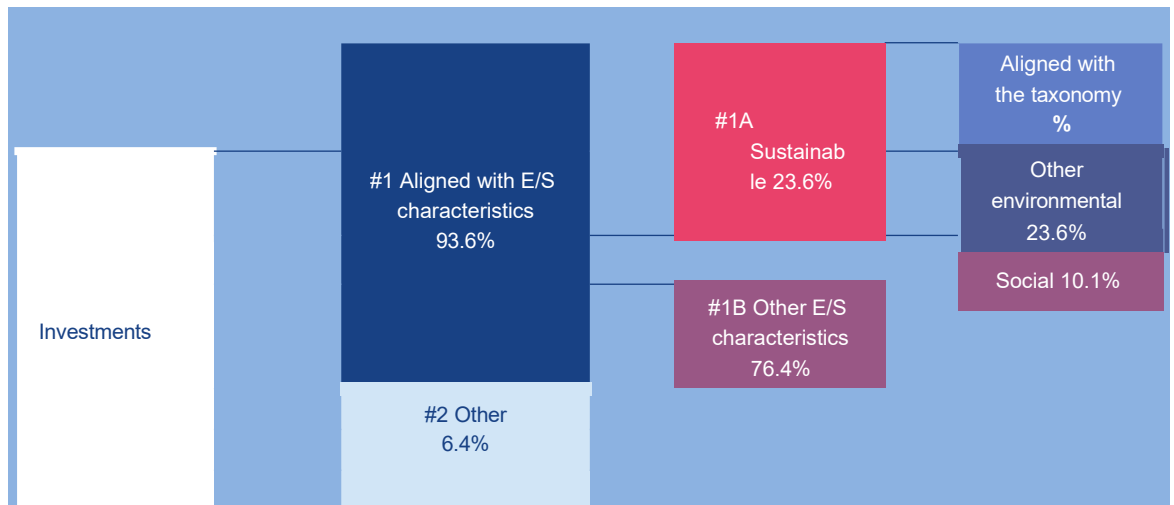 Investments
#1 Aligned with E/S
characteristics
93.6%
#2 Other
6.4%
#1A
Sustainab
le 23.6%
#1B Other E/S
characteristics
76.4%
Aligned with
the taxonomy
%
Other
environmental
23.6%
Social 10.1%